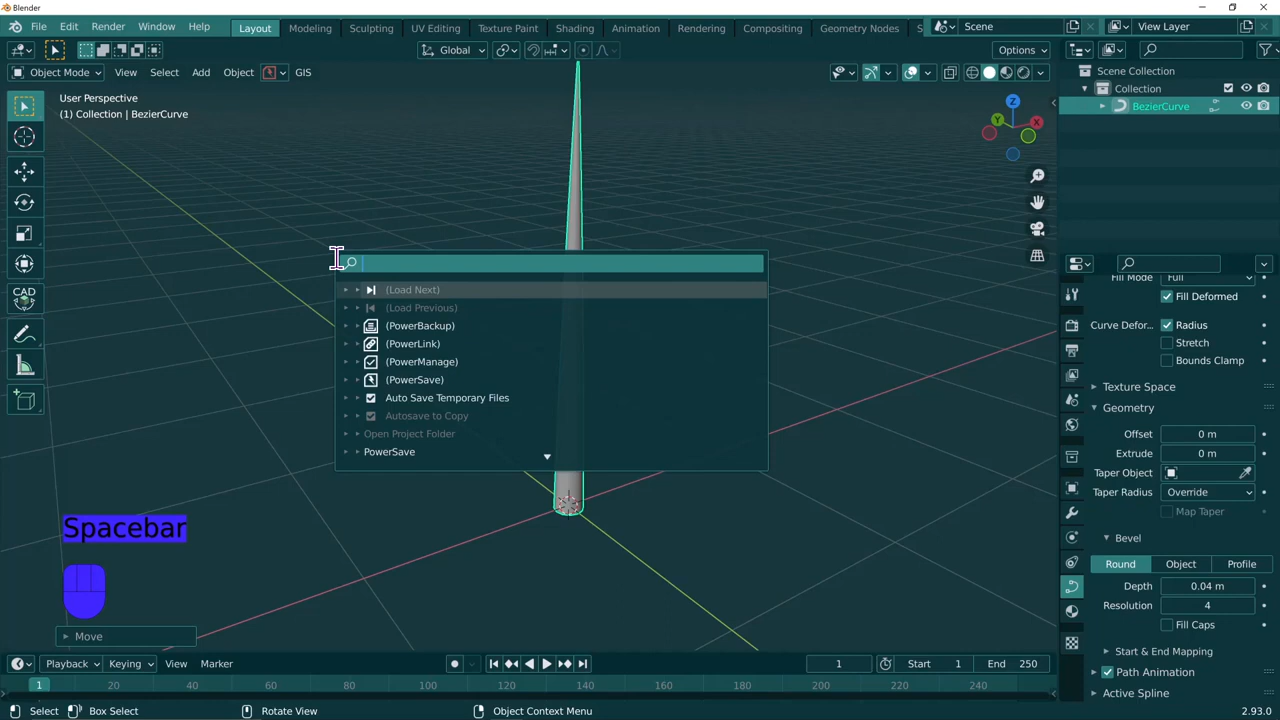 Blender
File Edit Render Window Help Layout Modeling Sculpting UV Editing Texture Paint Shading Animation Rendering Compositing Geometry Nodes Scene View Layer
Global Options
Object Mode View Select Add Object GIS
User Perspective
(1) Collection | BezierCurve
Z
Y
X
CAD
(Load Next)
(Load Previous)
(PowerBackup)
(PowerLink)
(PowerManage)
(PowerSave)
Auto Save Temporary Files
Autosave to Copy
Open Project Folder
PowerSave
Spacebar
Move
Scene Collection
Collection
BezierCurve
Fill Mode Full
Fill Deformed
Curve Defor... Radius
Stretch
Bounds Clamp
Texture Space
Geometry
Offset 0 m
Extrude 0 m
Taper Object
Taper Radius Override
Map Taper
Bevel
Round Object Profile
Depth 0.04 m
Resolution 4
Fill Caps
Start & End Mapping
Path Animation
Active Spline
Playback Keying View Marker 1 Start 1 End 250
1 20 40 60 80 100 120 140 160 180 200 220 240
Select Box Select Rotate View Object Context Menu 2.93.0